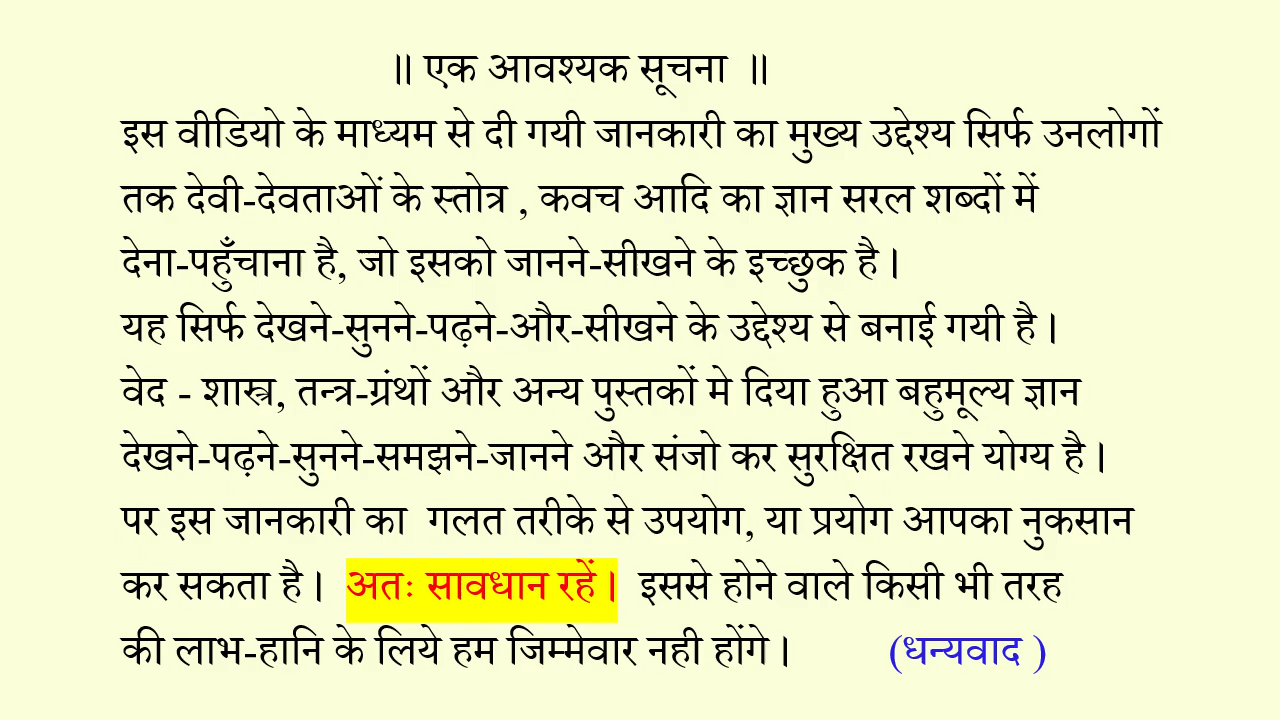 ॥ एक आवश्यक सूचना ॥
इस वीडियो के माध्यम से दी गयी जानकारी का मुख्य उद्देश्य सिर्फ उनलोगों
तक देवी-देवताओं के स्तोत्र , कवच आदि का ज्ञान सरल शब्दों में
देना-पहुँचाना है, जो इसको जानने-सीखने के इच्छुक है।
यह सिर्फ देखने-सुनने-पढ़ने-और-सीखने के उद्देश्य से बनाई गयी है।
वेद - शास्त्र, तन्त्र-ग्रंथों और अन्य पुस्तकों मे दिया हुआ बहुमूल्य ज्ञान
देखने-पढ़ने-सुनने-समझने-जानने और संजो कर सुरक्षित रखने योग्य है।
पर इस जानकारी का गलत तरीके से उपयोग, या प्रयोग आपका नुकसान
कर सकता है। अतः सावधान रहें। इससे होने वाले किसी भी तरह
की लाभ-हानि के लिये हम जिम्मेवार नही होंगे। (धन्यवाद )